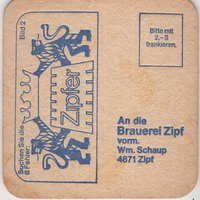 Bitte mit
2,- S
frankieren.
Bild 2
Suchen Sie die
6 Fehler:
Zipfer
An die
Brauerei Zipf
vorm.
Wm. Schaup
4871 Zipf